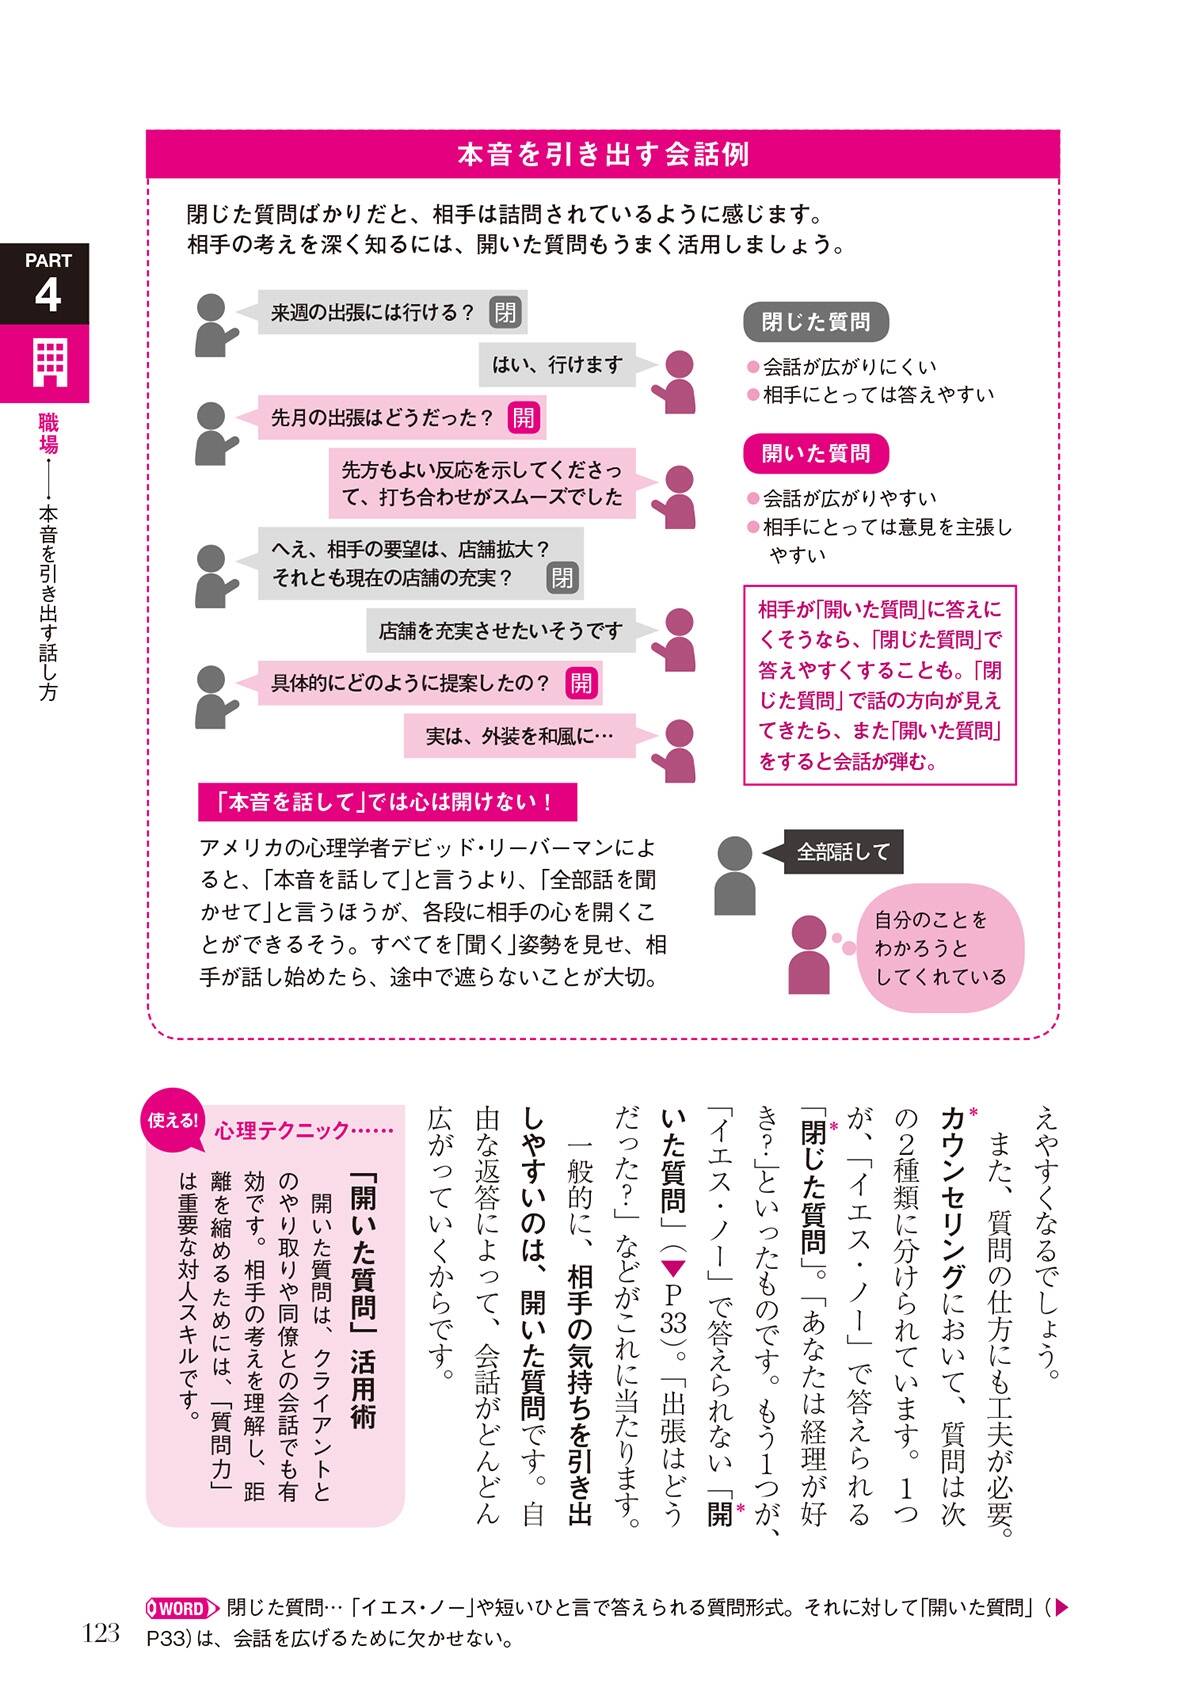 本音を引き出す会話例
閉じた質問ばかりだと、相手は詰問されているように感じます。
相手の考えを深く知るには、開いた質問もうまく活用しましょう。
PART
4
職場――本音を引き出す話し方
来週の出張には行ける？ 閉
はい、行けます
先月の出張はどうだった？ 開
先方もよい反応を示してくださっ
て、打ち合わせがスムーズでした
へえ、相手の要望は、店舗拡大？
それとも現在の店舗の充実？ 閉
店舗を充実させたいそうです
具体的にどのように提案したの？ 開
実は、外装を和風に…
閉じた質問
●会話が広がりにくい
●相手にとっては答えやすい
開いた質問
●会話が広がりやすい
●相手にとっては意見を主張し
やすい
相手が「開いた質問」に答えに
くそうなら、「閉じた質問」で
答えやすくすることも。「閉
じた質問」で話の方向が見え
てきたら、また「開いた質問」
をすると会話が弾む。
「本音を話して」では心は開けない！
アメリカの心理学者デビッド・リーバーマンによ
ると、「本音を話して」と言うより、「全部話を聞
かせて」と言うほうが、各段に相手の心を開くこ
とができるそう。すべてを「聞く」姿勢を見せ、相
手が話し始めたら、途中で遮らないことが大切。
全部話して
自分のことを
わかろうと
してくれている
えやすくなるでしょう。
また、質問の仕方にも工夫が必要。
カウンセリング*において、質問は次
の２種類に分けられています。１つ
が、「イエス・ノー」で答えられる
「閉じた質問*」。「あなたは経理が好
き？」といったものです。もう１つが、
「イエス・ノー」で答えられない「開*
いた質問」（▼P33）。「出張はどう
だった？」などがこれに当たります。
一般的に、相手の気持ちを引き出
しやすいのは、開いた質問です。自
由な返答によって、会話がどんどん
広がっていくからです。
使える！
心理テクニック……
「開いた質問」活用術
開いた質問は、クライアントと
のやり取りや同僚との会話でも有
効です。相手の考えを理解し、距
離を縮めるためには、「質問力」
は重要な対人スキルです。
WORD 閉じた質問…「イエス・ノー」や短いひと言で答えられる質問形式。それに対して「開いた質問」（▶
P33）は、会話を広げるために欠かせない。
123